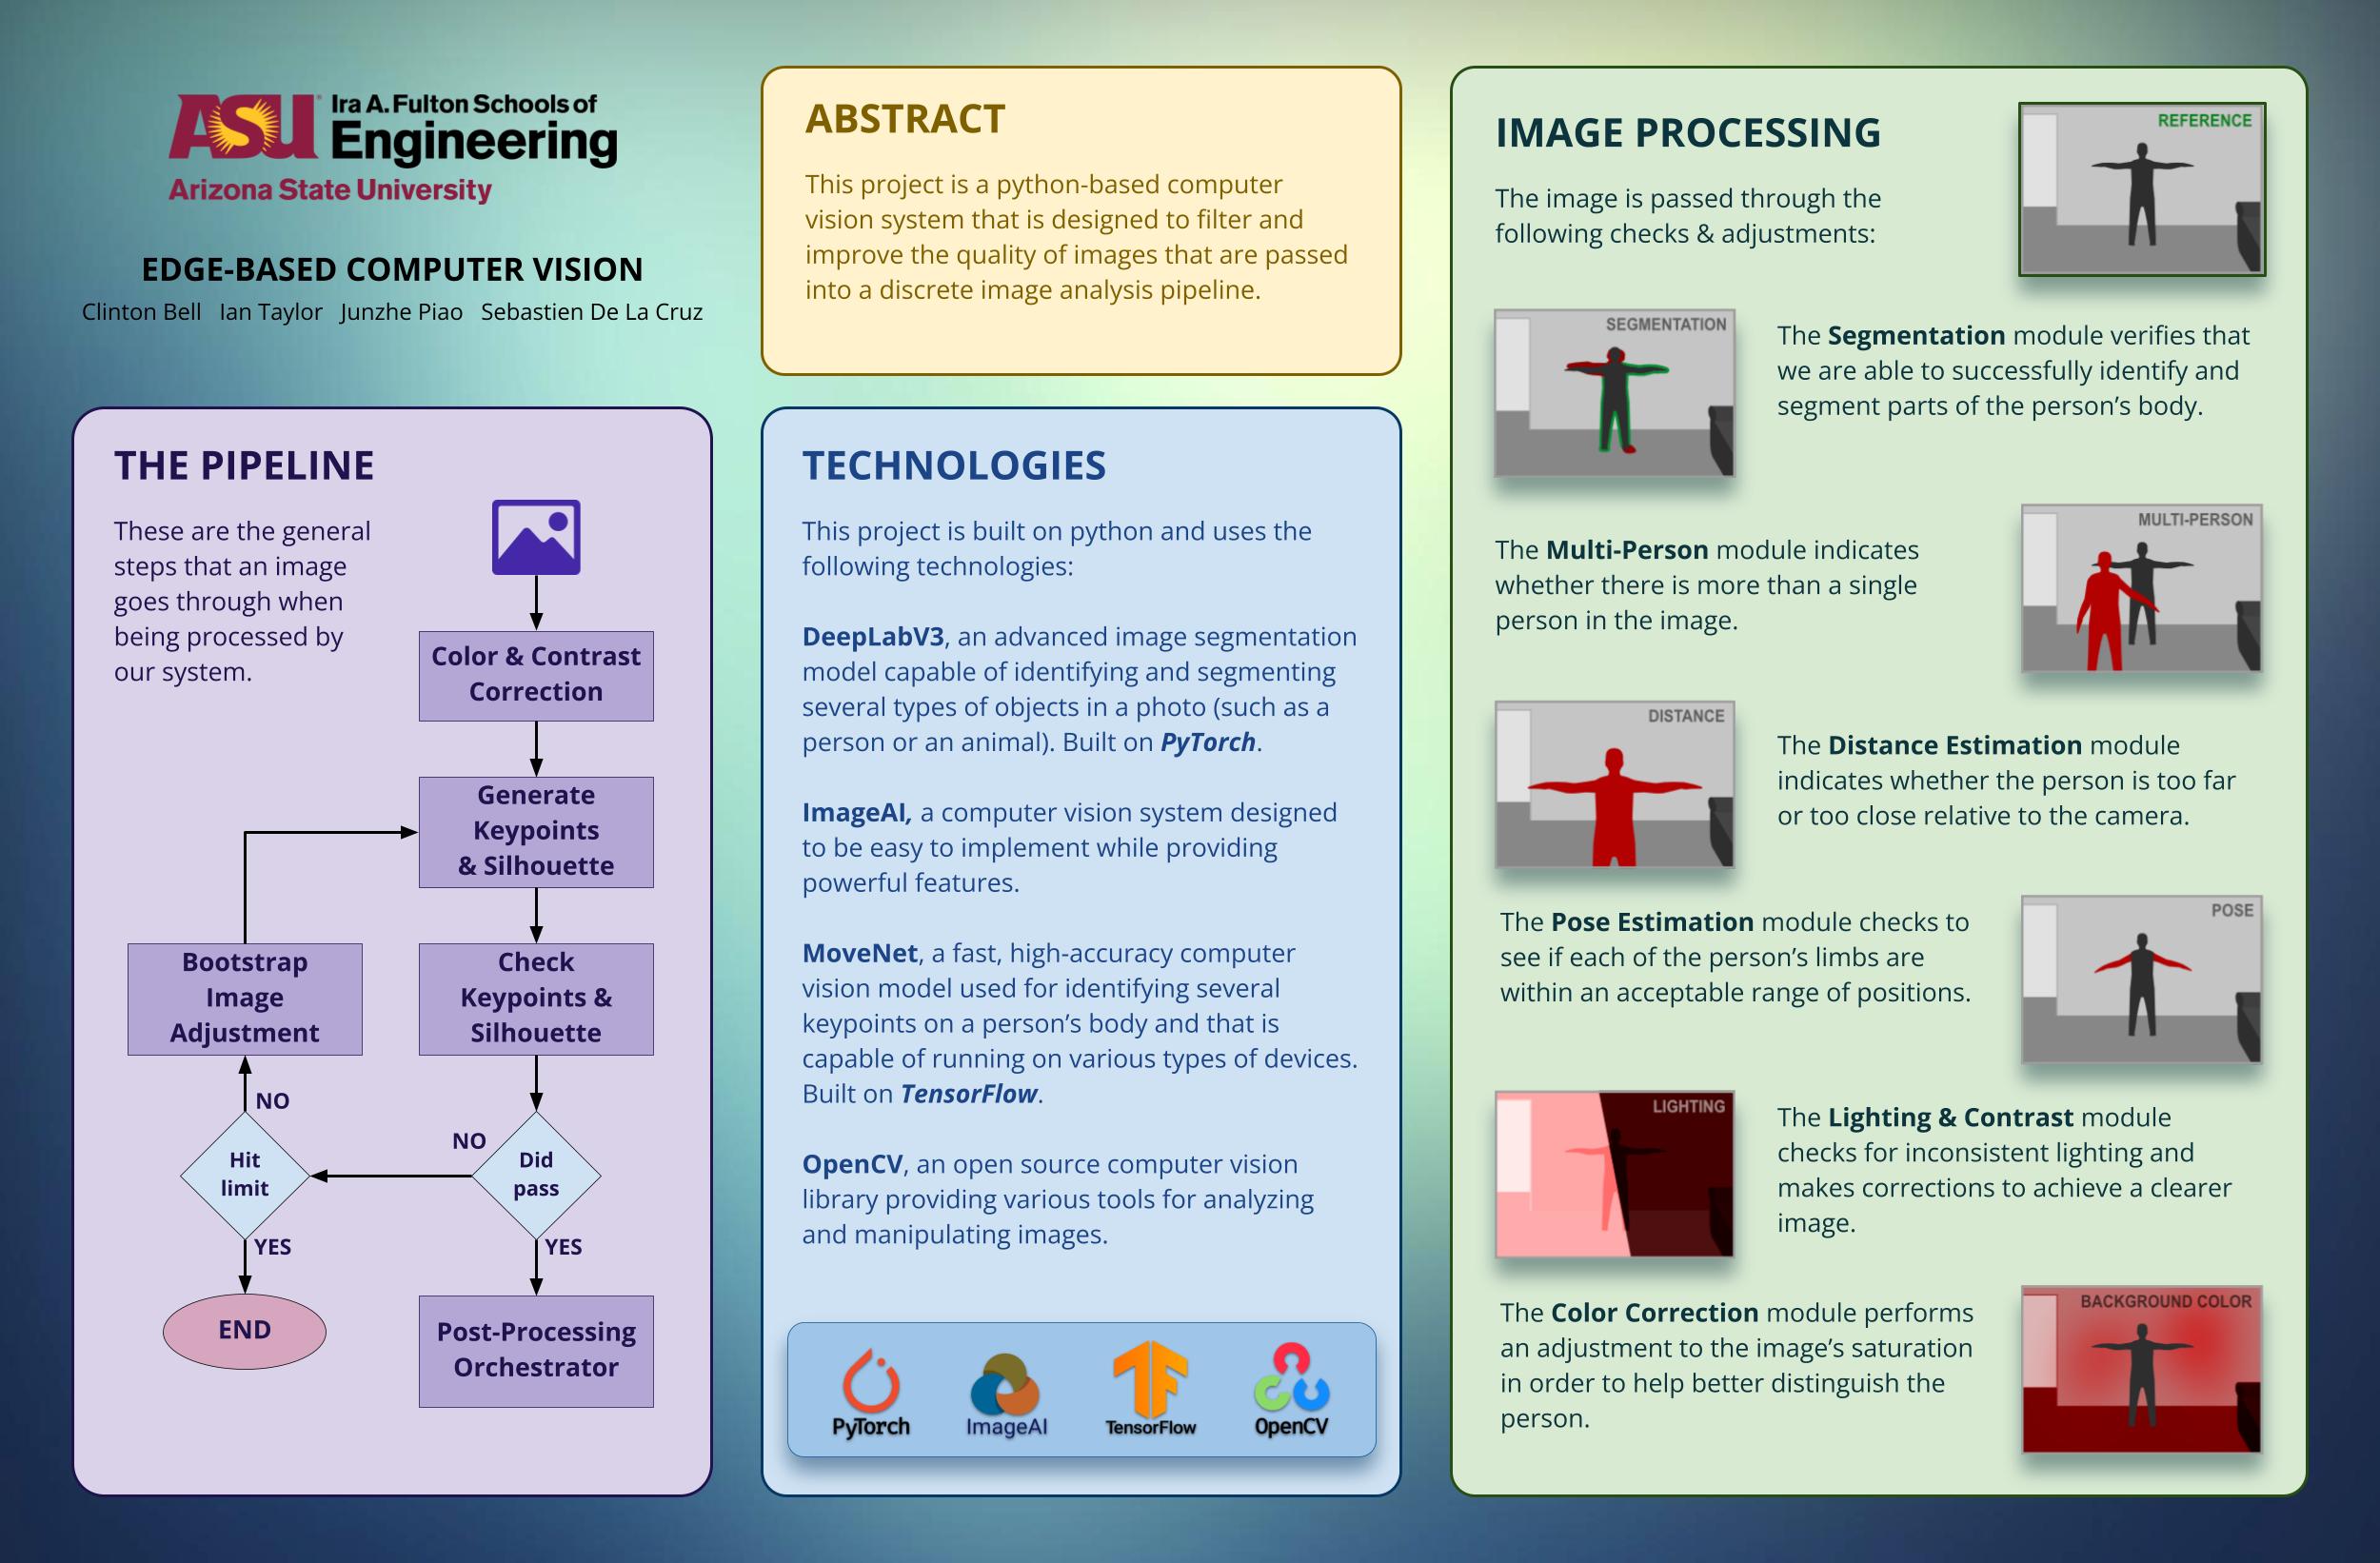 ASU Ira A. Fulton Schools of
Engineering
Arizona State University
EDGE-BASED COMPUTER VISION
Clinton Bell Ian Taylor Junzhe Piao Sebastien De La Cruz
THE PIPELINE
These are the general
steps that an image
goes through when
being processed by
our system.
Color & Contrast
Correction
Generate
Keypoints
& Silhouette
Bootstrap
Image
Adjustment
Check
Keypoints &
Silhouette
NO
NO
Hit
limit
Did
pass
YES
YES
END
Post-Processing
Orchestrator
ABSTRACT
This project is a python-based computer
vision system that is designed to filter and
improve the quality of images that are passed
into a discrete image analysis pipeline.
TECHNOLOGIES
This project is built on python and uses the
following technologies:
DeepLabV3, an advanced image segmentation
model capable of identifying and segmenting
several types of objects in a photo (such as a
person or an animal). Built on PyTorch.
ImageAI, a computer vision system designed
to be easy to implement while providing
powerful features.
MoveNet, a fast, high-accuracy computer
vision model used for identifying several
keypoints on a person’s body and that is
capable of running on various types of devices.
Built on TensorFlow.
OpenCV, an open source computer vision
library providing various tools for analyzing
and manipulating images.
PyTorch ImageAI TensorFlow OpenCV
IMAGE PROCESSING
The image is passed through the
following checks & adjustments:
REFERENCE
SEGMENTATION
The Segmentation module verifies that
we are able to successfully identify and
segment parts of the person’s body.
The Multi-Person module indicates
whether there is more than a single
person in the image.
MULTI-PERSON
DISTANCE
The Distance Estimation module
indicates whether the person is too far
or too close relative to the camera.
The Pose Estimation module checks to
see if each of the person’s limbs are
within an acceptable range of positions.
POSE
LIGHTING
The Lighting & Contrast module
checks for inconsistent lighting and
makes corrections to achieve a clearer
image.
The Color Correction module performs
an adjustment to the image’s saturation
in order to help better distinguish the
person.
BACKGROUND COLOR